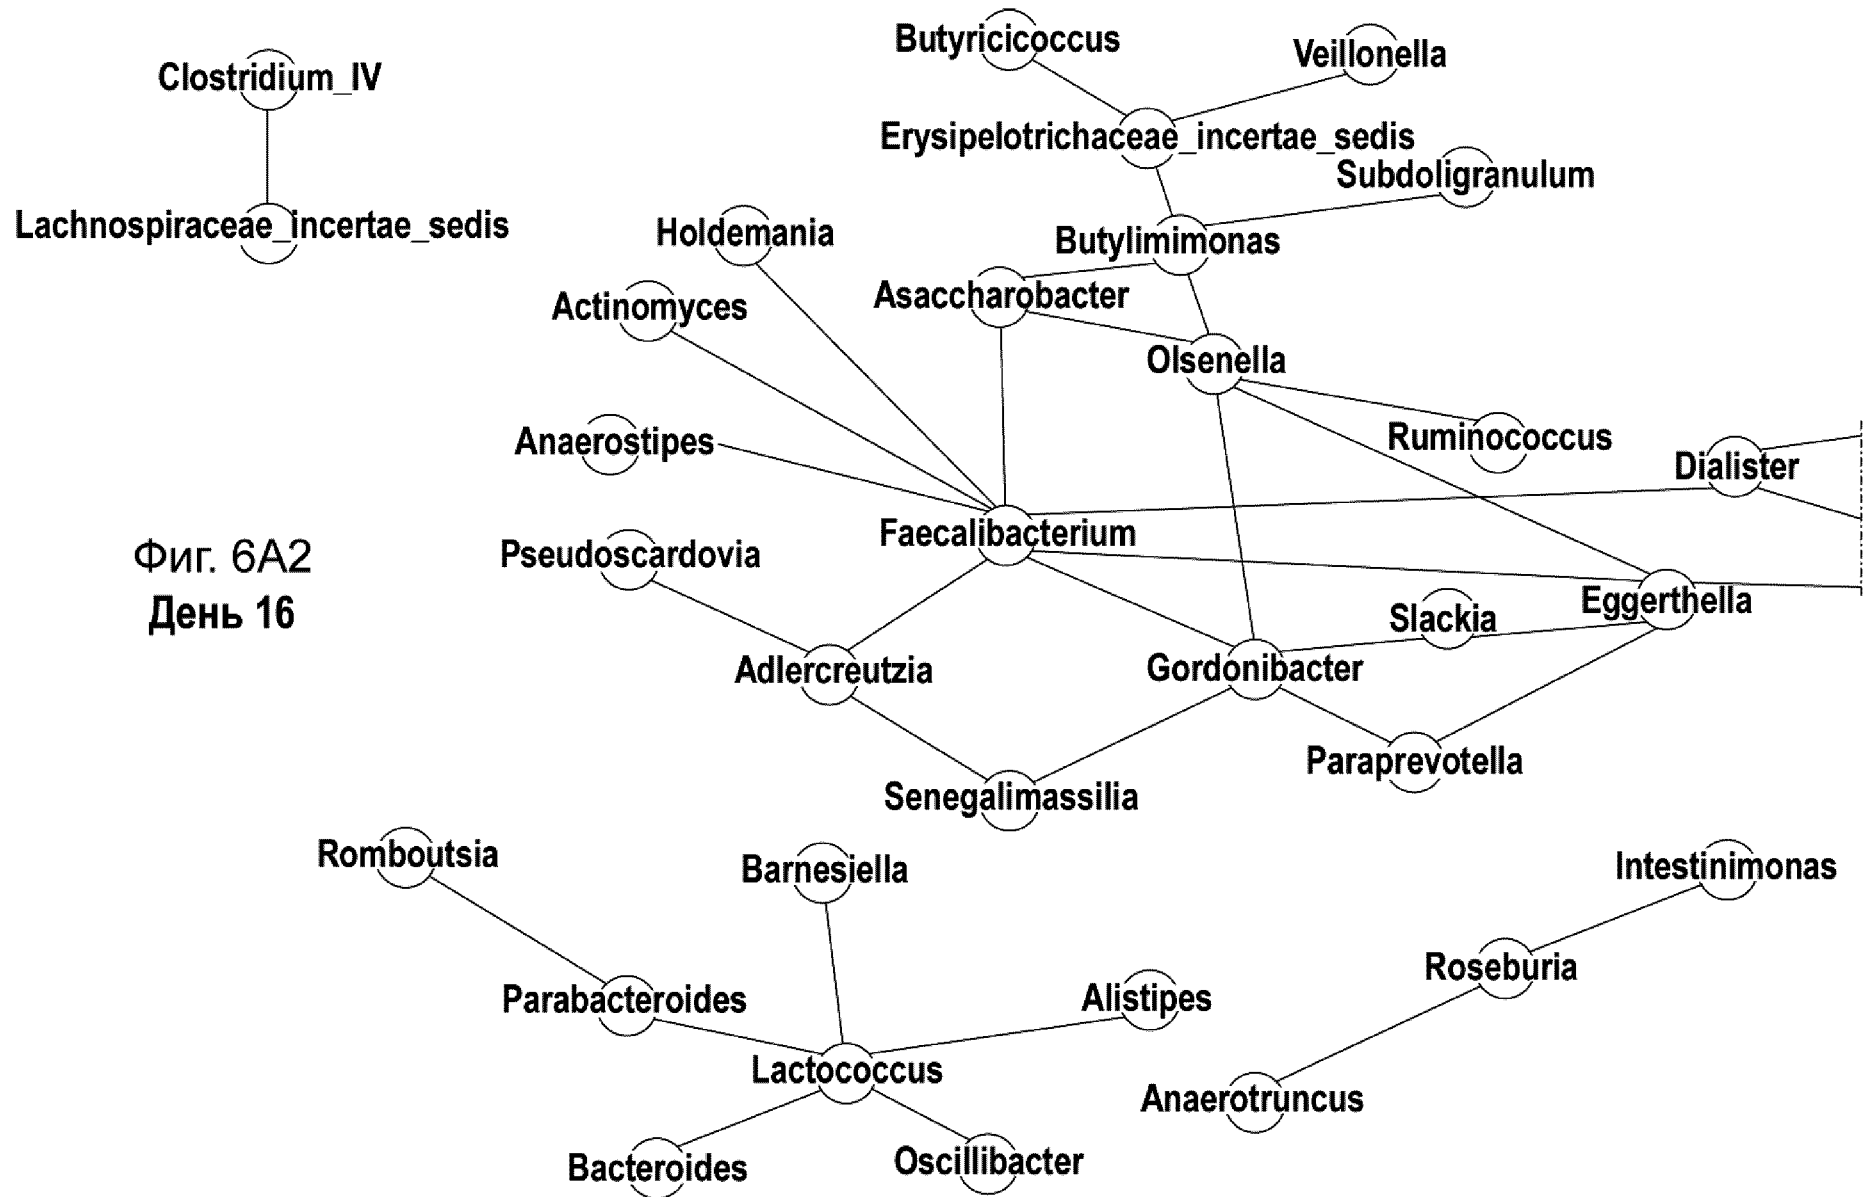 Butyricicoccus
Veillonella
Clostridium_IV
Erysipelotrichaceae_incertae_sedis
Subdoligranulum
Lachnospiraceae_incertae_sedis
Holdemania
Butylimimonas
Asaccharobacter
Actinomyces
Olsenella
Anaerostipes
Ruminococcus
Dialister
Faecalibacterium
Фиг. 6A2
Pseudoscardovia
День 16
Eggerthella
Slackia
Adlercreutzia
Gordonibacter
Paraprevotella
Senegalimassilia
Romboutsia
Barnesiella
Intestinimonas
Roseburia
Parabacteroides
Alistipes
Lactococcus
Anaerotruncus
Bacteroides
Oscillibacter